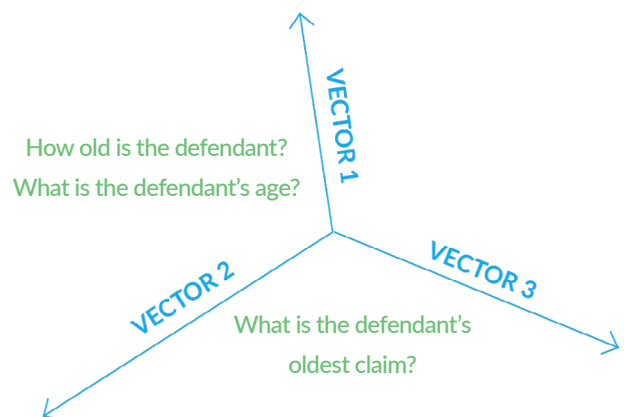 VECTOR 1
How old is the defendant?
What is the defendant's age?
VECTOR 2
VECTOR 3
What is the defendant's
oldest claim?